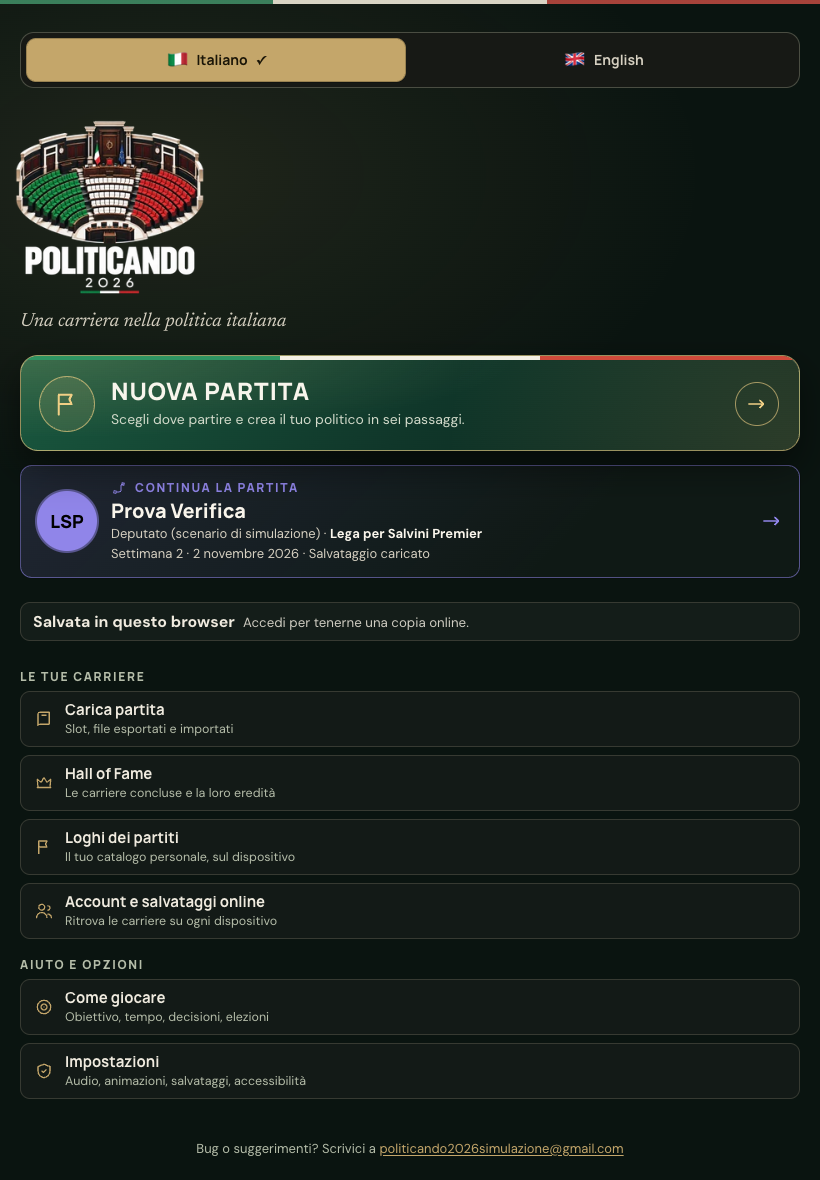 Italiano ✓
English
POLITICANDO
2026
Una carriera nella politica italiana
NUOVA PARTITA
Scegli dove partire e crea il tuo politico in sei passaggi.
LSP
CONTINUA LA PARTITA
Prova Verifica
Deputato (scenario di simulazione) · Lega per Salvini Premier
Settimana 2 · 2 novembre 2026 · Salvataggio caricato
Salvata in questo browser Accedi per tenerne una copia online.
LE TUE CARRIERE
Carica partita
Slot, file esportati e importati
Hall of Fame
Le carriere concluse e la loro eredità
Loghi dei partiti
Il tuo catalogo personale, sul dispositivo
Account e salvataggi online
Ritrova le carriere su ogni dispositivo
AIUTO E OPZIONI
Come giocare
Obiettivo, tempo, decisioni, elezioni
Impostazioni
Audio, animazioni, salvataggi, accessibilità
Bug o suggerimenti? Scrivici a politicando2026simulazione@gmail.com